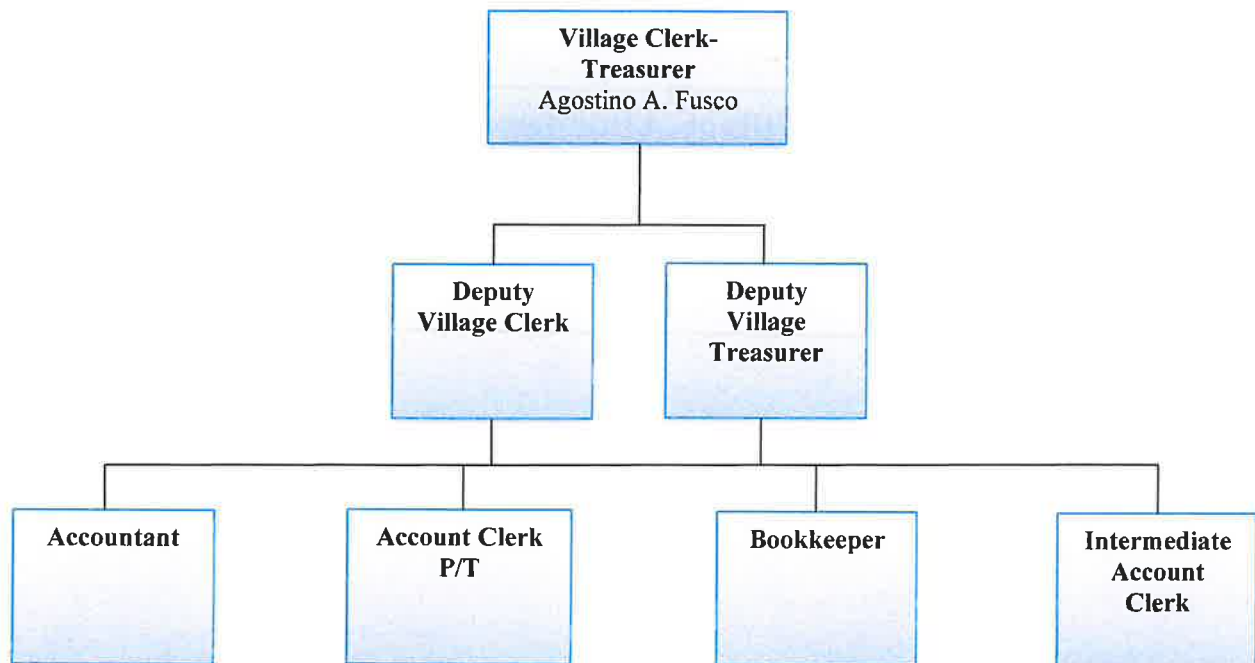 Village Clerk-
Treasurer
Agostino A. Fusco
Deputy
Village Clerk
Deputy
Village
Treasurer
Accountant
Account Clerk
P/T
Bookkeeper
Intermediate
Account
Clerk